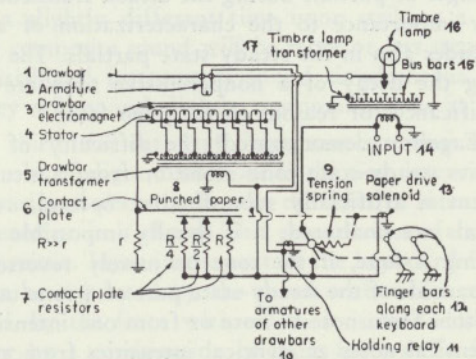 Timbre 16
lamp
17 Timbre lamp
transformer
Bus bars 15
1 Drawbar
2 Armature
3 Drawbar
electromagnet
4 Stator
INPUT 14
5 Drawbar
transformer
8
Punched paper
9
Tension
spring
Paper drive 13
solenoid
6 Contact
plate
R>>r
r
R
4
R
2
R
7 Contact plate
resistors
To
armatures
of other
drawbars
10
Finger bars
along each 12
keyboard
Holding relay 11